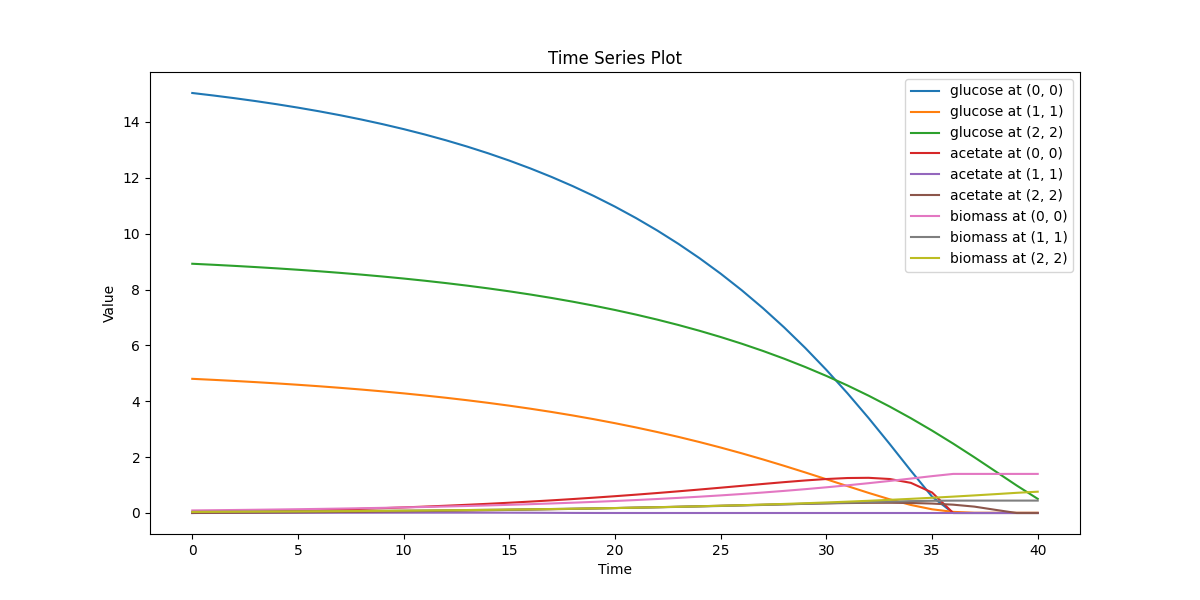 Time Series Plot
Value
14
12
10
8
6
4
2
0
0 5 10 15 20 25 30 35 40
Time
glucose at (0, 0)
glucose at (1, 1)
glucose at (2, 2)
acetate at (0, 0)
acetate at (1, 1)
acetate at (2, 2)
biomass at (0, 0)
biomass at (1, 1)
biomass at (2, 2)